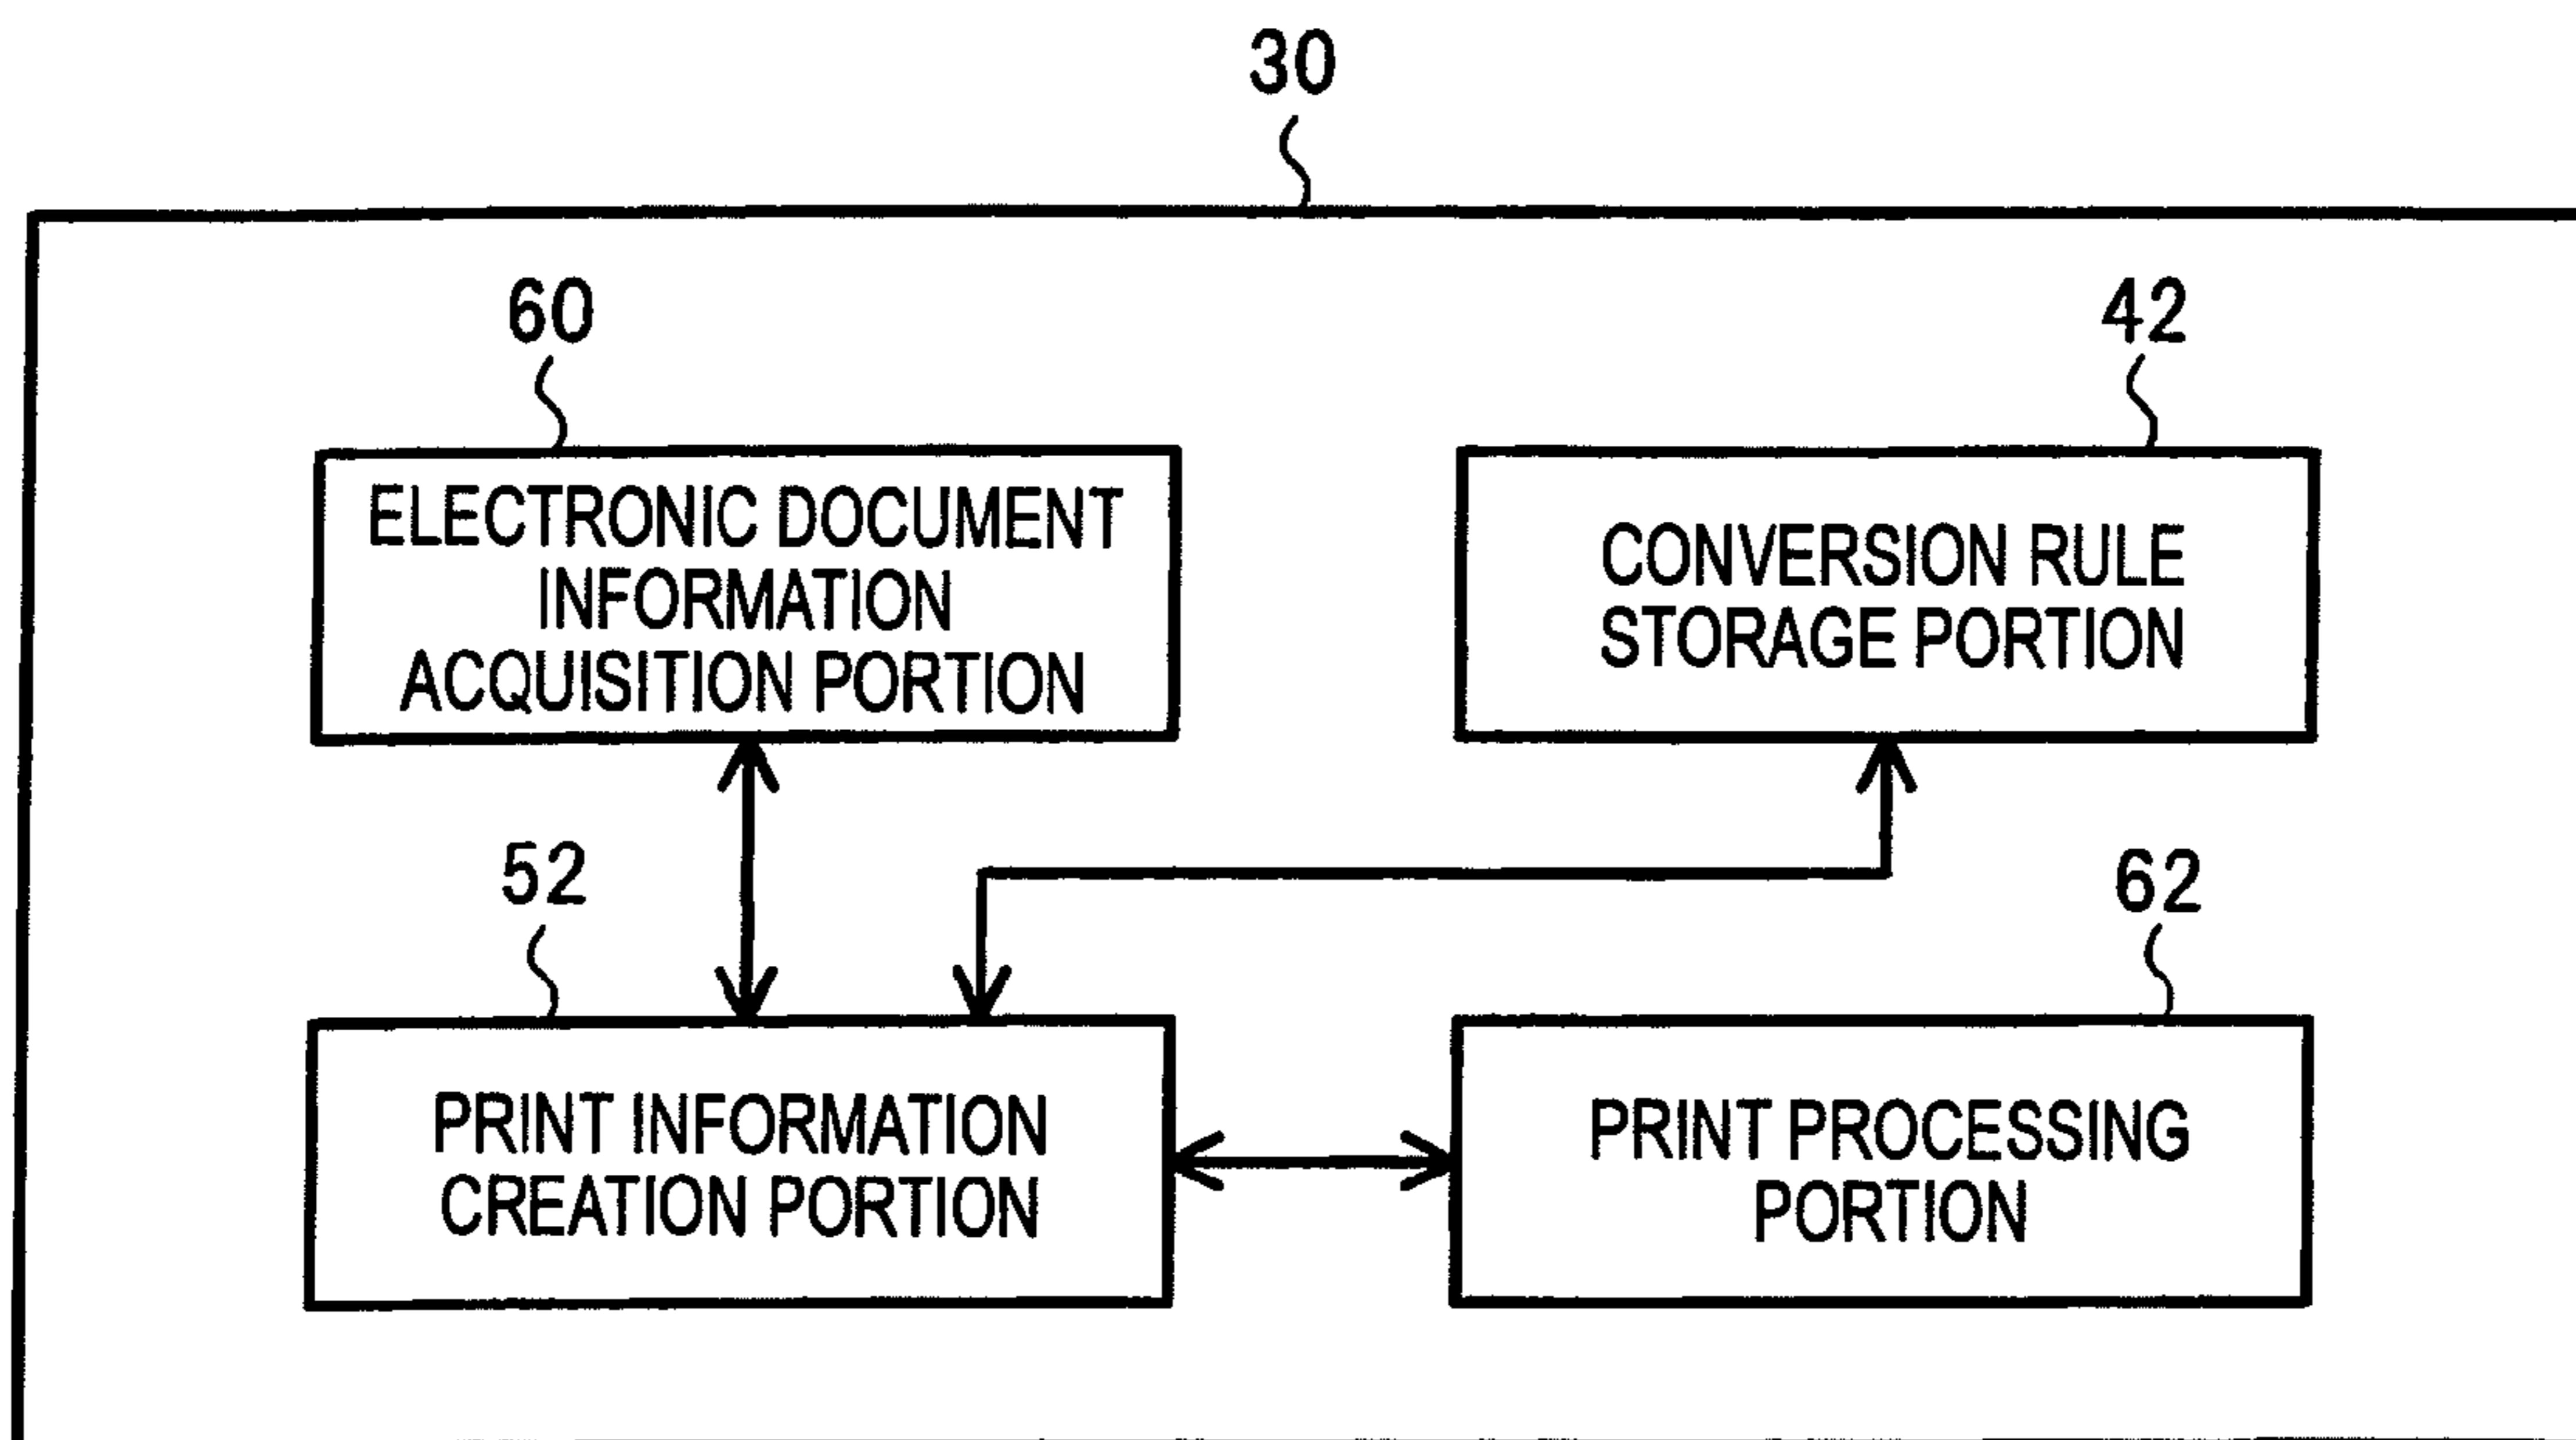 30
60
42
ELECTRONIC DOCUMENT
INFORMATION
ACQUISITION PORTION
CONVERSION RULE
STORAGE PORTION
52
62
PRINT INFORMATION
CREATION PORTION
PRINT PROCESSING
PORTION